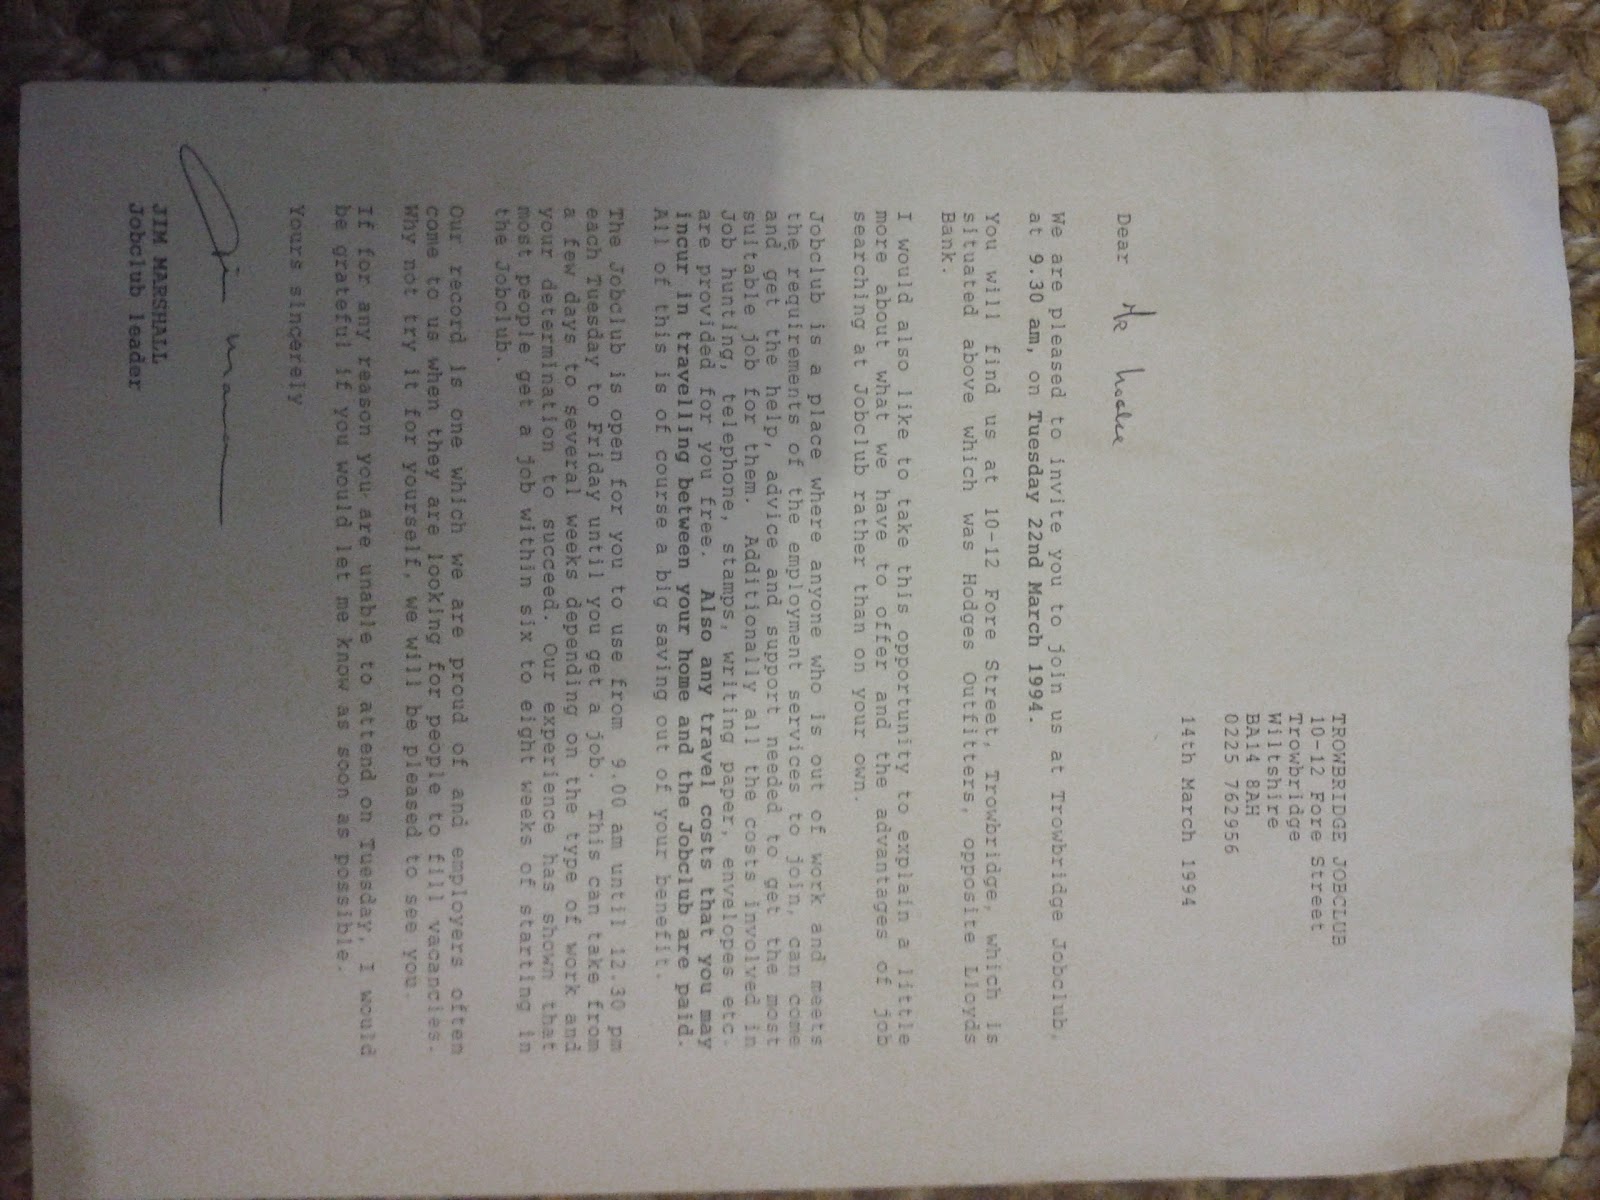 TROWBRIDGE JOBCLUB
10-12 Fore Street
Trowbridge
Wiltshire
BA14 8AH
0225 762956
14th March 1994
Dear Mr
We are pleased to invite you to join us at Trowbridge Jobclub,
at 9.30 am, on Tuesday 22nd March 1994.
You will find us at 10-12 Fore Street, Trowbridge, which is
situated above which was Hodges Outfitters, opposite Lloyds
Bank.
I would also like to take this opportunity to explain a little
more about what we have to offer and the advantages of job
searching at Jobclub rather than on your own.
Jobclub is a place where anyone who is out of work and meets
the requirements of the employment services to join, can come
and get the help, advice and support needed to get the most
suitable job for them. Additionally all the costs involved in
Job hunting, telephone, stamps, writing paper, envelopes etc.
are provided for you free. Also any travel costs that you may
incur in travelling between your home and the Jobclub are paid.
All of this is of course a big saving out of your benefit.
The Jobclub is open for you to use from 9.00 am until 12.30 pm
each Tuesday to Friday until you get a job. This can take from
a few days to several weeks depending on the type of work and
your determination to succeed. Our experience has shown that
most people get a job within six to eight weeks of starting in
the Jobclub.
Our record is one which we are proud of and employers often
come to us when they are looking for people to fill vacancies.
Why not try it for yourself, we will be pleased to see you.
If for any reason you are unable to attend on Tuesday, I would
be grateful if you would let me know as soon as possible.
Yours sincerely
Jim Marshall
JIM MARSHALL
Jobclub leader